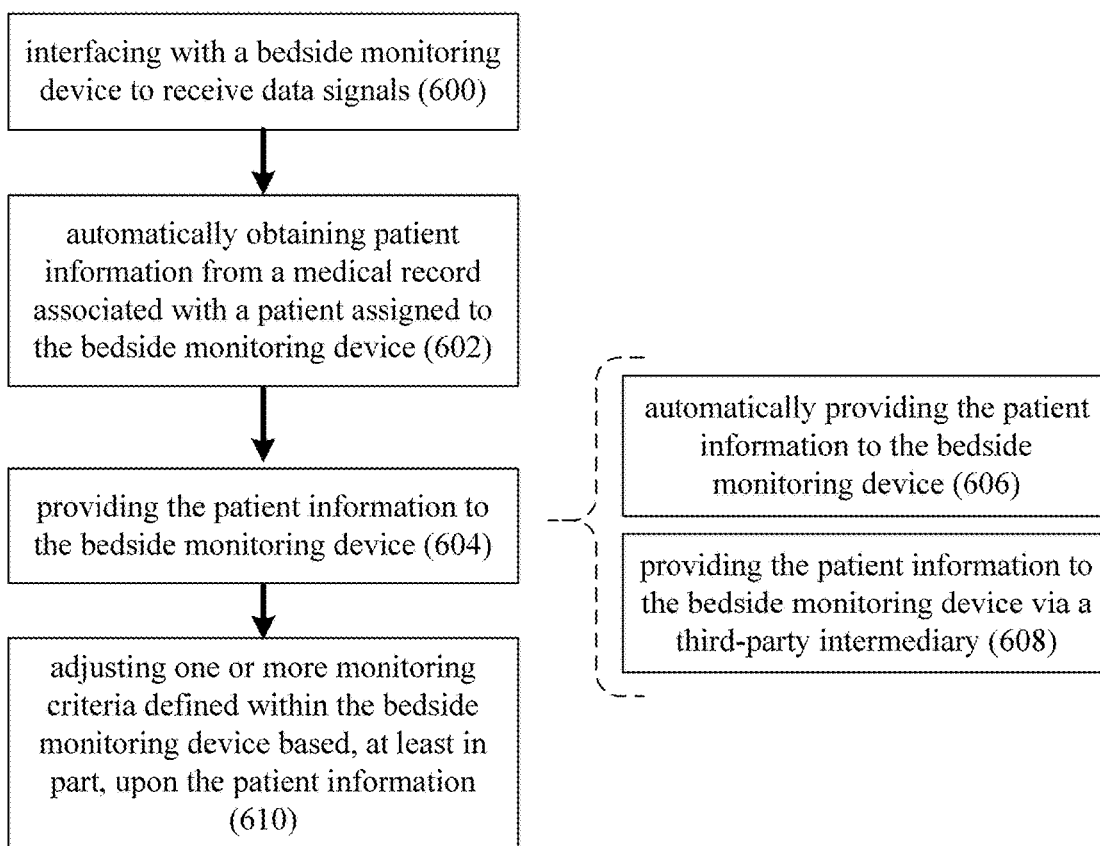 interfacing with a bedside monitoring
device to receive data signals (600)
automatically obtaining patient
information from a medical record
associated with a patient assigned to
the bedside monitoring device (602)
providing the patient information to
the bedside monitoring device (604)
automatically providing the patient
information to the bedside
monitoring device (606)
providing the patient information to
the bedside monitoring device via a
third-party intermediary (608)
adjusting one or more monitoring
criteria defined within the bedside
monitoring device based, at least in
part, upon the patient information
(610)